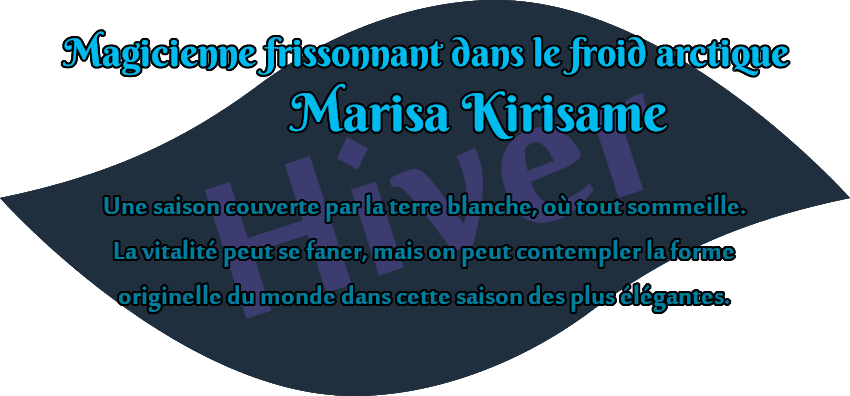 Magicienne frissonnant dans le froid arctique
Marisa Kirisame
Hiver
Une saison couverte par la terre blanche, où tout sommeille.
La vitalité peut se faner, mais on peut contempler la forme
originelle du monde dans cette saison des plus élégantes.